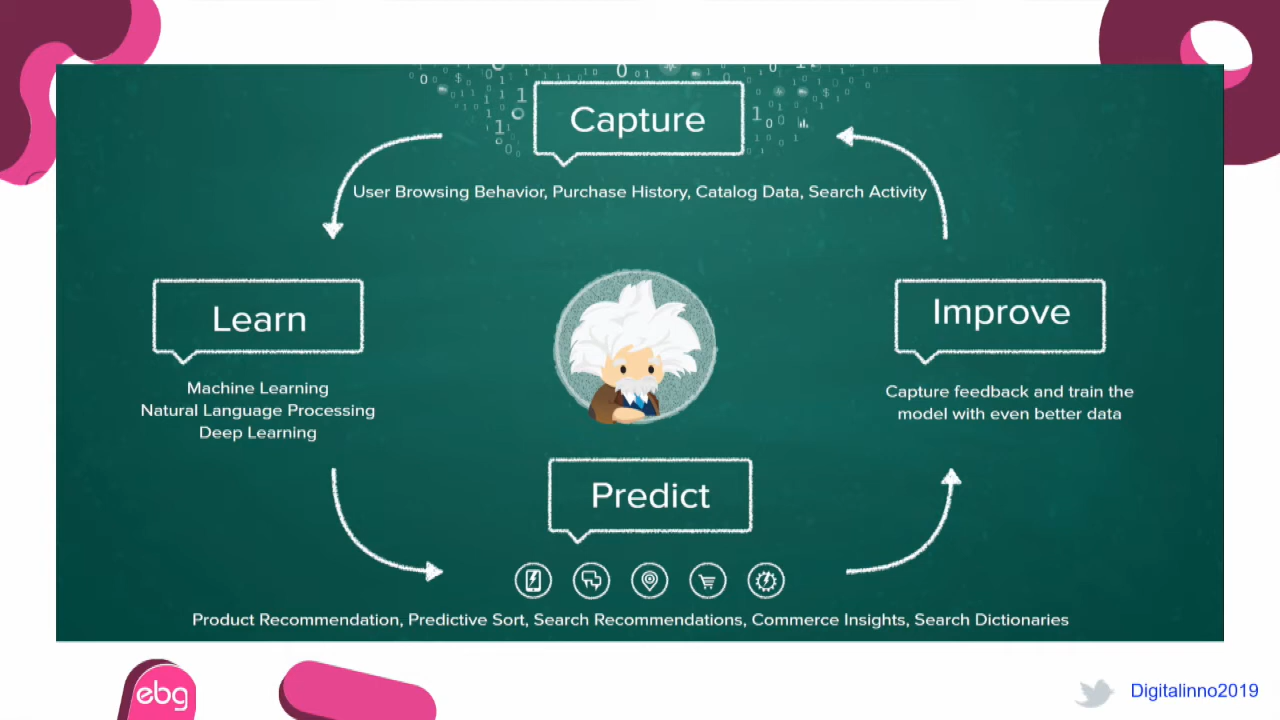 Capture
User Browsing Behavior, Purchase History, Catalog Data, Search Activity
Learn
Machine Learning
Natural Language Processing
Deep Learning
Improve
Capture feedback and train the
model with even better data
Predict
Product Recommendation, Predictive Sort, Search Recommendations, Commerce Insights, Search Dictionaries
ebg
Digitalinno2019